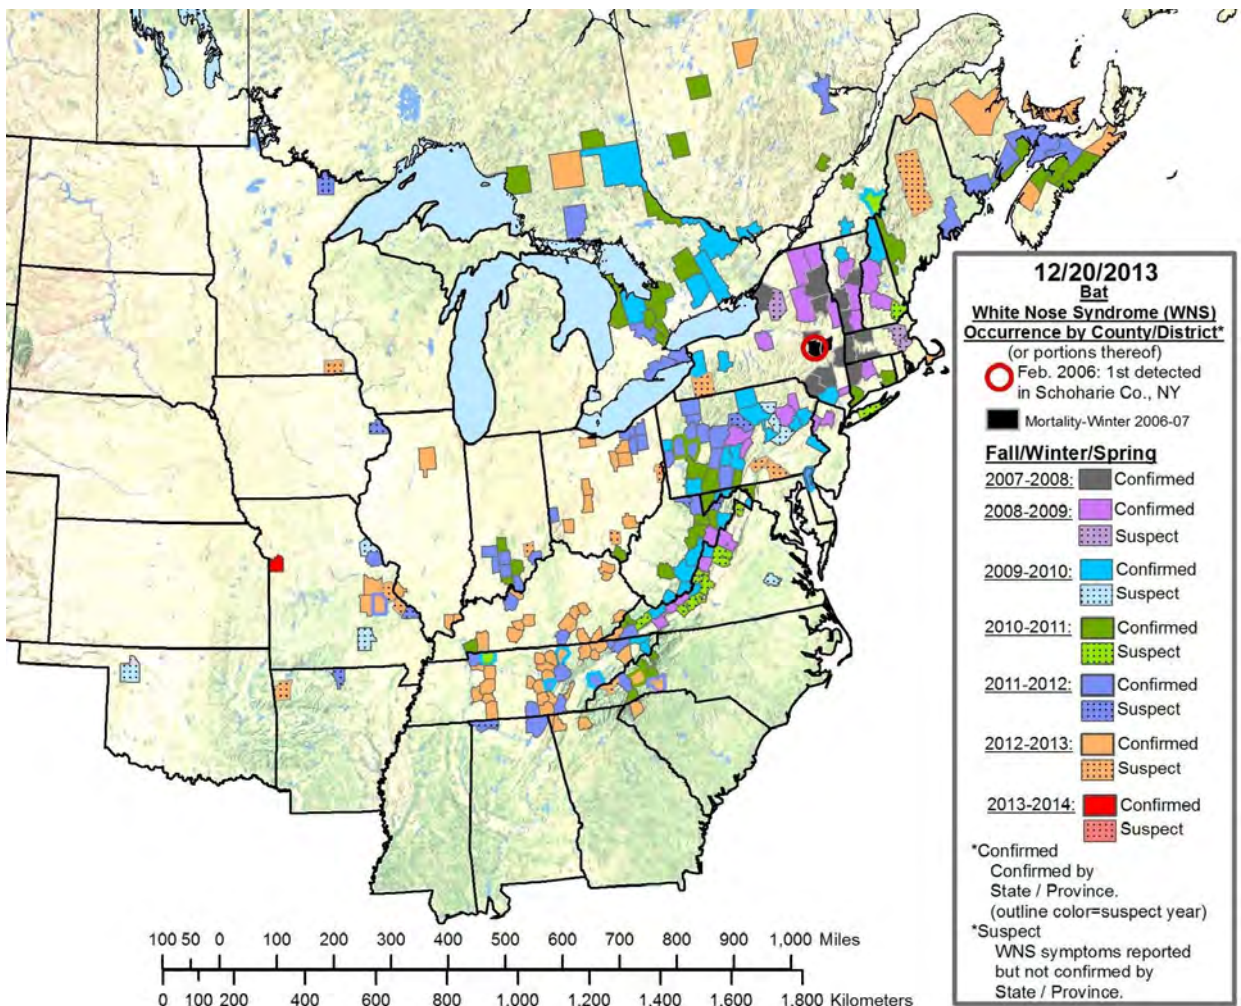 12/20/2013
Bat
White Nose Syndrome (WNS)
Occurrence by County/District*
(or portions thereof)
Feb. 2006: 1st detected
in Schoharie Co., NY
Mortality-Winter 2006-07
Fall/Winter/Spring
2007-2008: Confirmed
2008-2009: Confirmed
Suspect
2009-2010: Confirmed
Suspect
2010-2011: Confirmed
Suspect
2011-2012: Confirmed
Suspect
2012-2013: Confirmed
Suspect
2013-2014: Confirmed
Suspect
*Confirmed
Confirmed by
State / Province.
(outline color=suspect year)
*Suspect
WNS symptoms reported
but not confirmed by
State / Province.
100 50 0 100 200 300 400 500 600 700 800 900 1,000 Miles
0 100 200 400 600 800 1,000 1,200 1,400 1,600 1,800 Kilometers